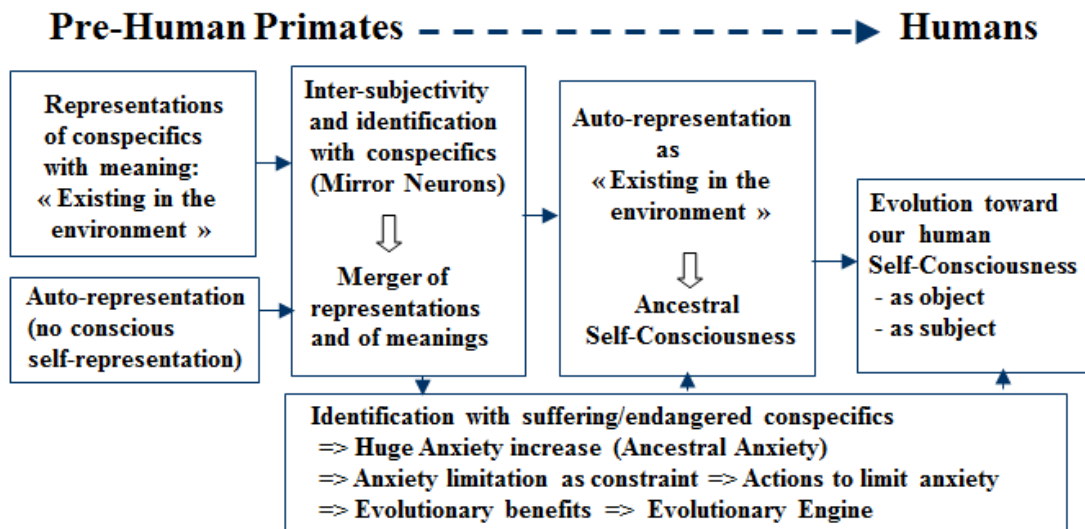 Pre-Human Primates
Humans
Representations
of conspecifics
with meaning:
« Existing in the
environment »
Auto-representation
(no conscious
self-representation)
Inter-subjectivity
and identification
with conspecifics
(Mirror Neurons)
Merger of
representations
and of meanings
Auto-representation
as
« Existing in the
environment »
Ancestral
Self-Consciousness
Evolution toward
our human
Self-Consciousness
- as object
- as subject
Identification with suffering/endangered conspecifics
=> Huge Anxiety increase (Ancestral Anxiety)
=> Anxiety limitation as constraint => Actions to limit anxiety
=> Evolutionary benefits => Evolutionary Engine